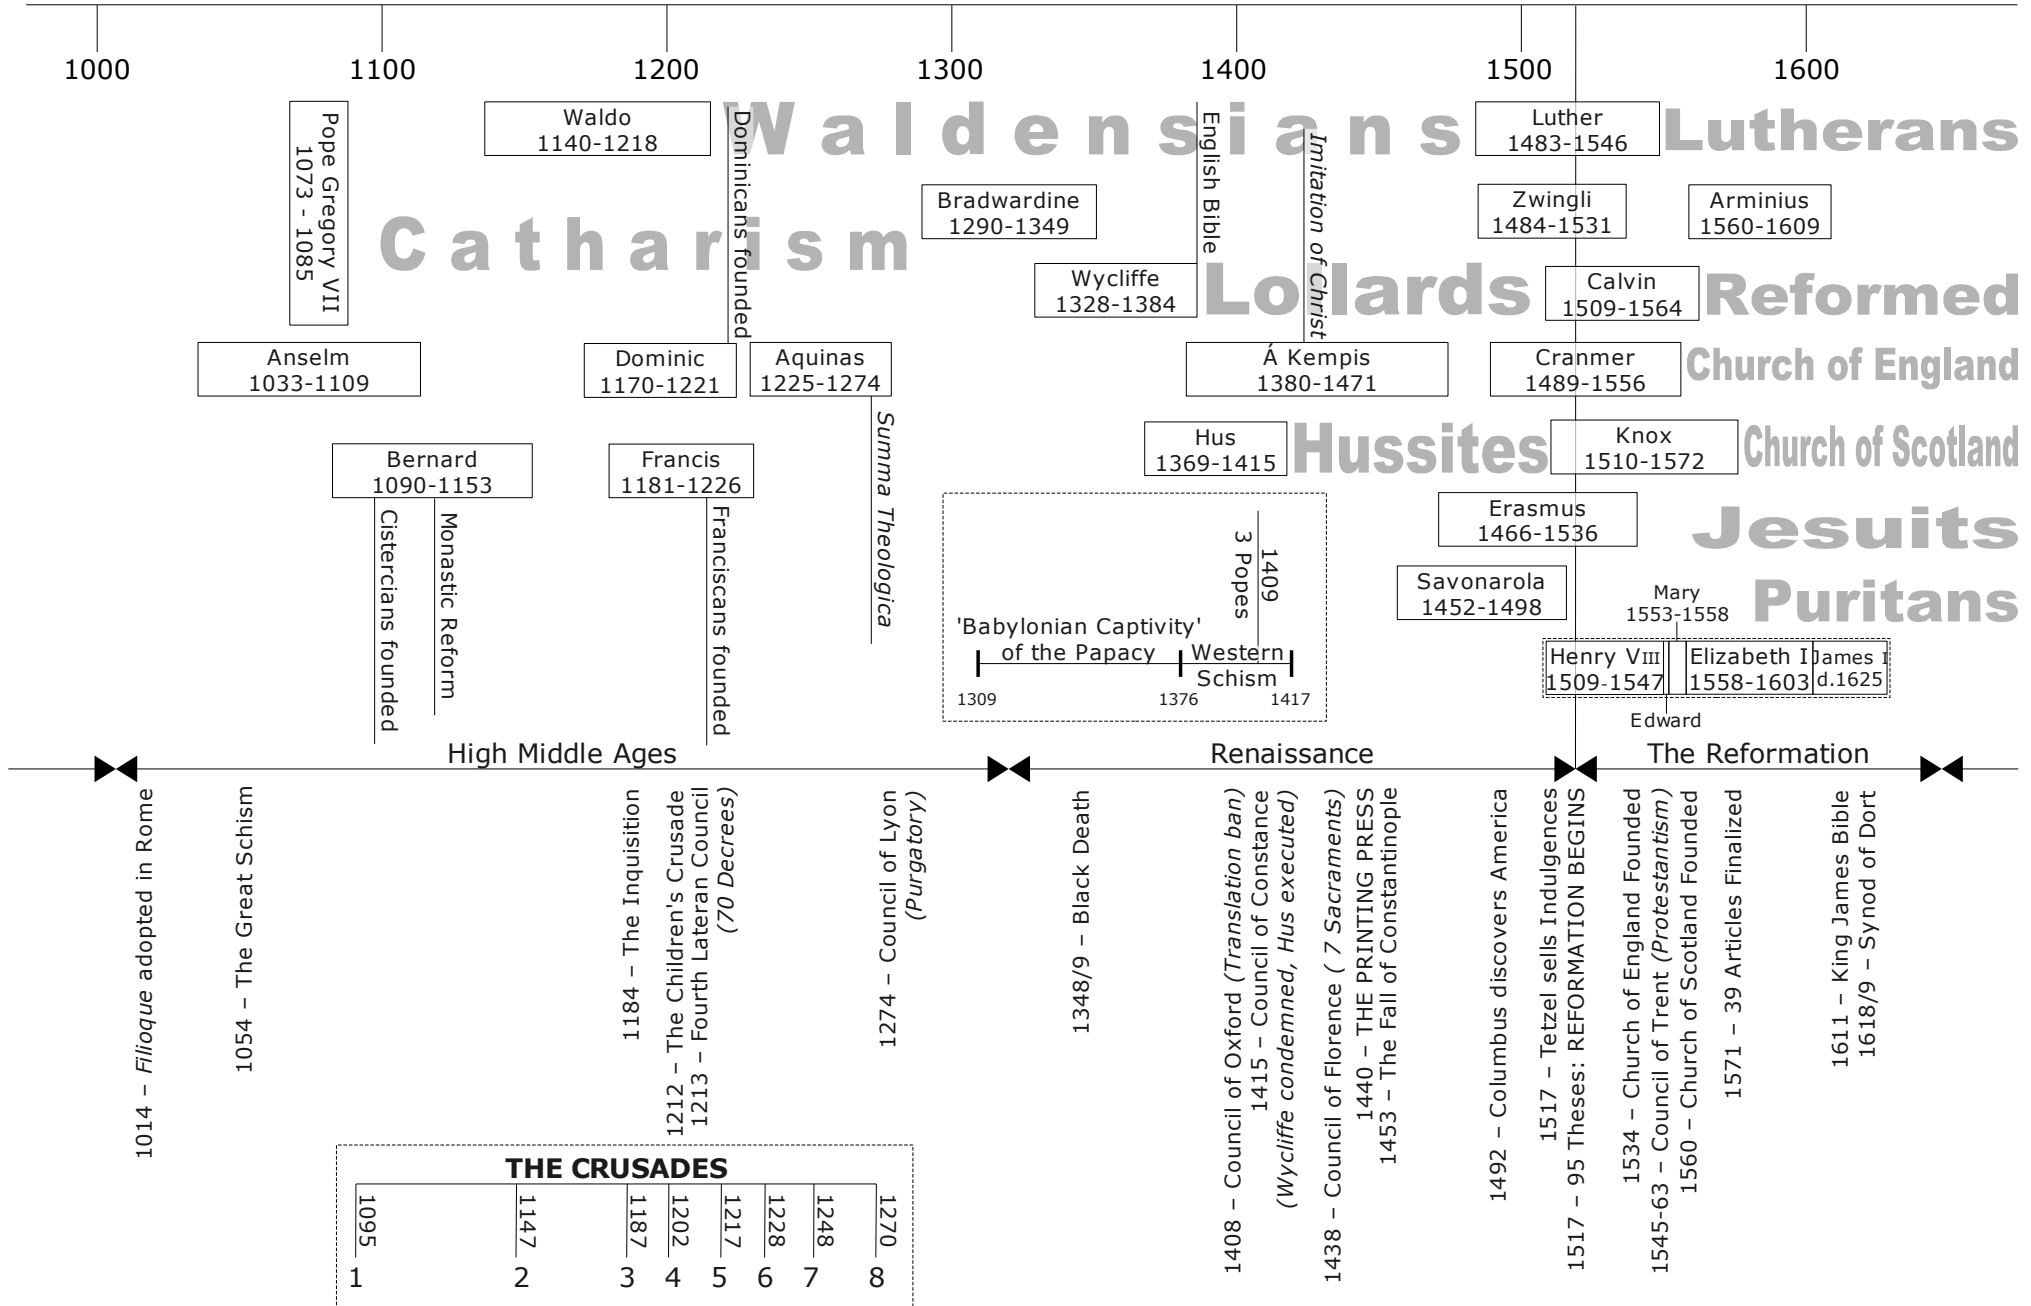 1000
1100
1200
1300
1400
1500
1600
Pope Gregory VII
1073 - 1085
Waldo
1140-1218
Dominicans founded
Waldensians
English Bible
Imitation of Christ
Luther
1483-1546
Lutherans
Catharism
Bradwardine
1290-1349
Zwingli
1484-1531
Arminius
1560-1609
Wycliffe
1328-1384
Lollards
Calvin
1509-1564
Reformed
Anselm
1033-1109
Dominic
1170-1221
Aquinas
1225-1274
Á Kempis
1380-1471
Cranmer
1489-1556
Church of England
Summa Theologica
Bernard
1090-1153
Francis
1181-1226
Hus
1369-1415
Hussites
Knox
1510-1572
Church of Scotland
Cistercians founded
Monastic Reform
Franciscans founded
1409
3 Popes
'Babylonian Captivity'
of the Papacy
Western
Schism
1309
1376
1417
Erasmus
1466-1536
Jesuits
Savonarola
1452-1498
Mary
1553-1558
Puritans
Henry VIII
1509-1547
Elizabeth I
1558-1603
James I
d.1625
Edward
High Middle Ages
Renaissance
The Reformation
1014 – Filioque adopted in Rome
1054 – The Great Schism
1184 – The Inquisition
1212 – The Children's Crusade
1213 – Fourth Lateran Council
(70 Decrees)
1274 – Council of Lyon
(Purgatory)
1348/9 – Black Death
1408 – Council of Oxford (Translation ban)
1415 – Council of Constance
(Wycliffe condemned, Hus executed)
1438 – Council of Florence ( 7 Sacraments)
1440 – THE PRINTING PRESS
1453 – The Fall of Constantinople
1492 – Columbus discovers America
1517 – Tetzel sells Indulgences
1517 – 95 Theses: REFORMATION BEGINS
1534 – Church of England Founded
1545-63 – Council of Trent (Protestantism)
1560 – Church of Scotland Founded
1571 – 39 Articles Finalized
1611 – King James Bible
1618/9 – Synod of Dort
THE CRUSADES
1095
1147
1187
1202
1217
1228
1248
1270
1
2
3
4
5
6
7
8